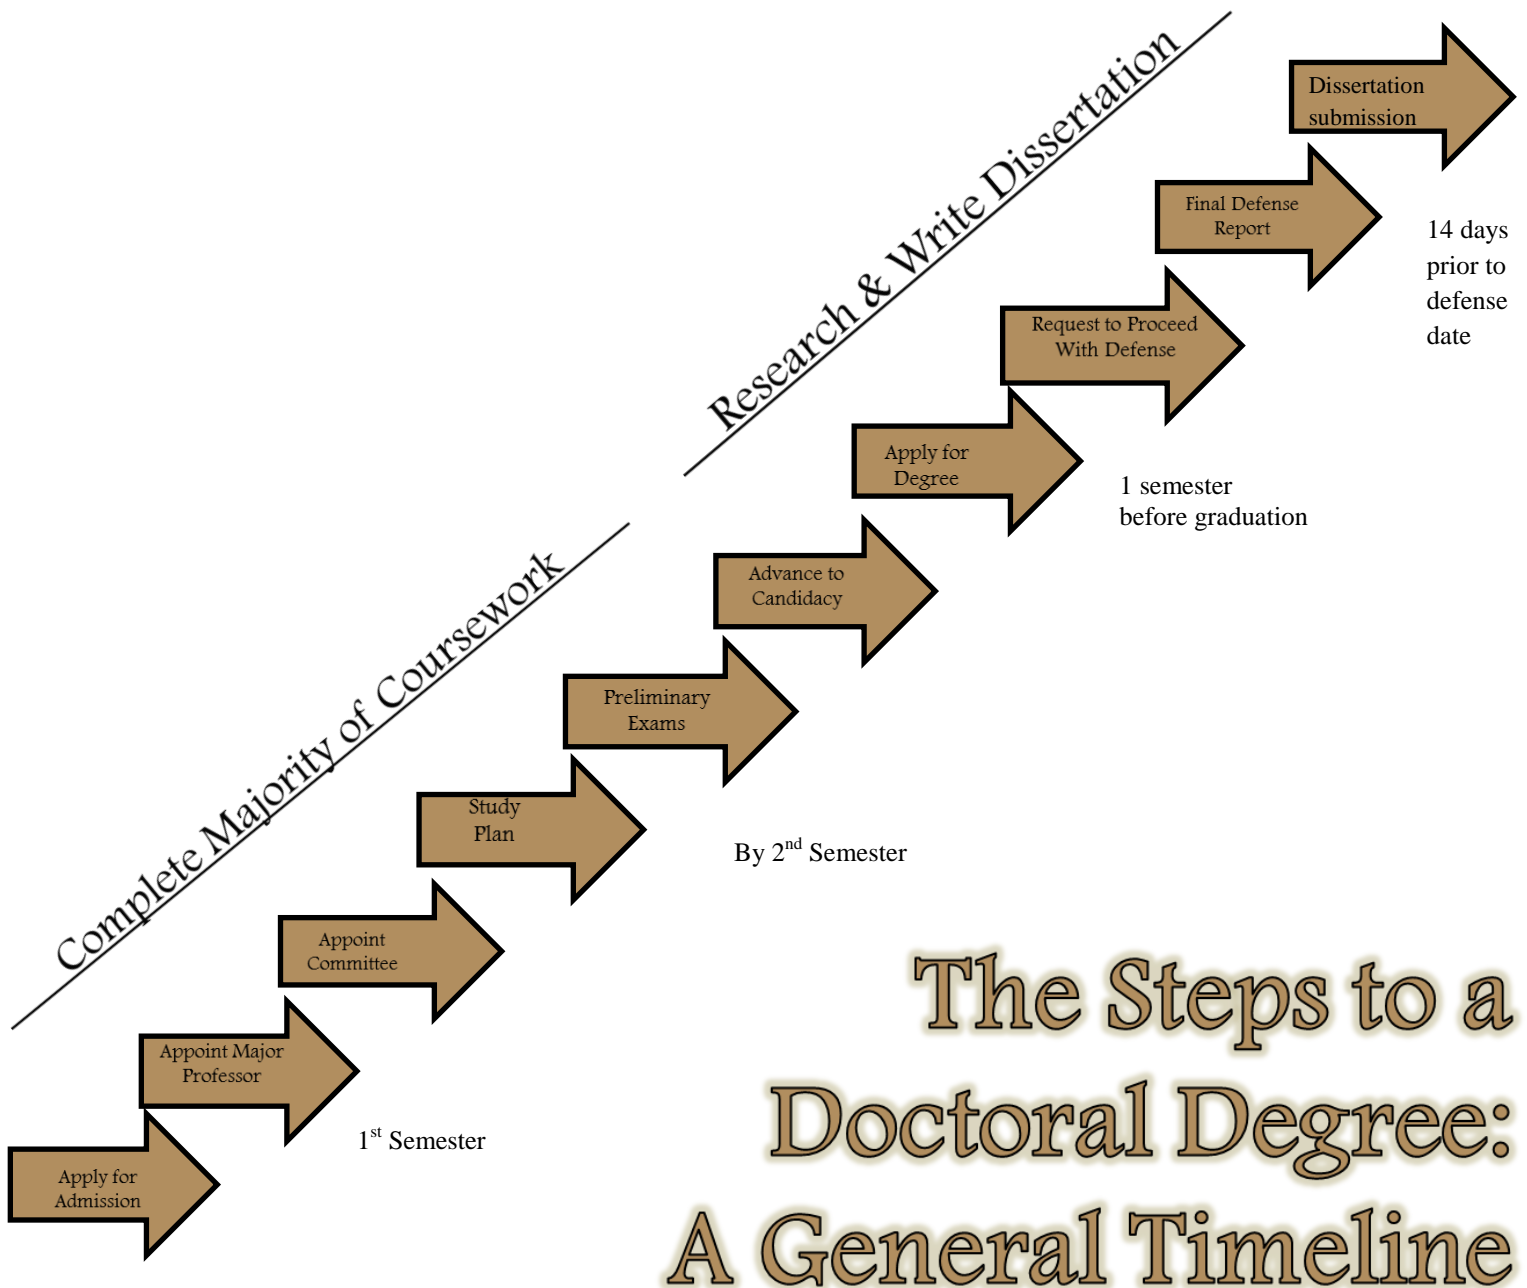 Dissertation
submission
Final Defense
Report
14 days
prior to
defense
date
Research & Write Dissertation
Request to Proceed
With Defense
Apply for
Degree
1 semester
before graduation
Advance to
Candidacy
Preliminary
Exams
By 2nd Semester
Complete Majority of Coursework
Study
Plan
Appoint
Committee
Appoint Major
Professor
1st Semester
Apply for
Admission
The Steps to a
Doctoral Degree:
A General Timeline